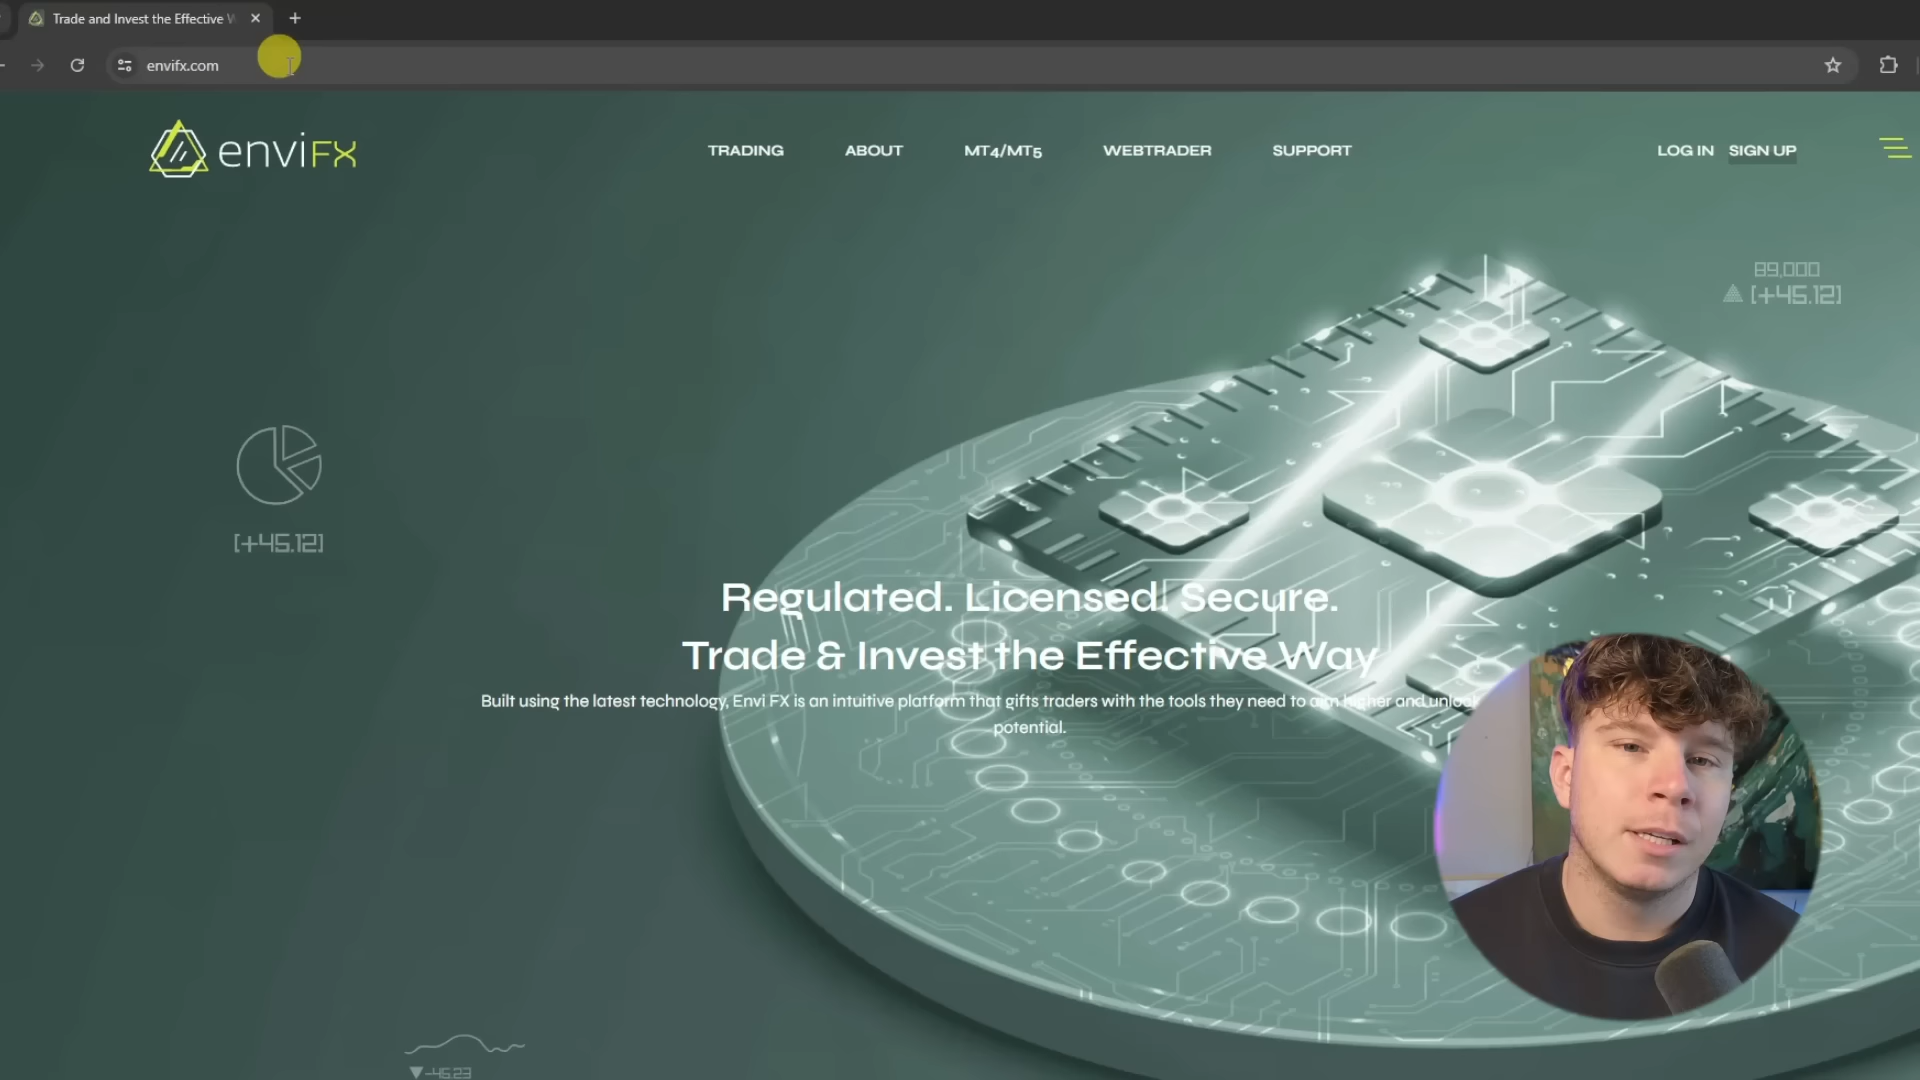 Trade and Invest the Effective W
envifx.com
enviFX
TRADING
ABOUT
MT4/MT5
WEBTRADER
SUPPORT
LOG IN
SIGN UP
89,000
[+45.12]
[+45.12]
Regulated. Licensed. Secure.
Trade & Invest the Effective Way
Built using the latest technology, Envi FX is an intuitive platform that gifts traders with the tools they need to aim higher and unlock
potential.
-46.23